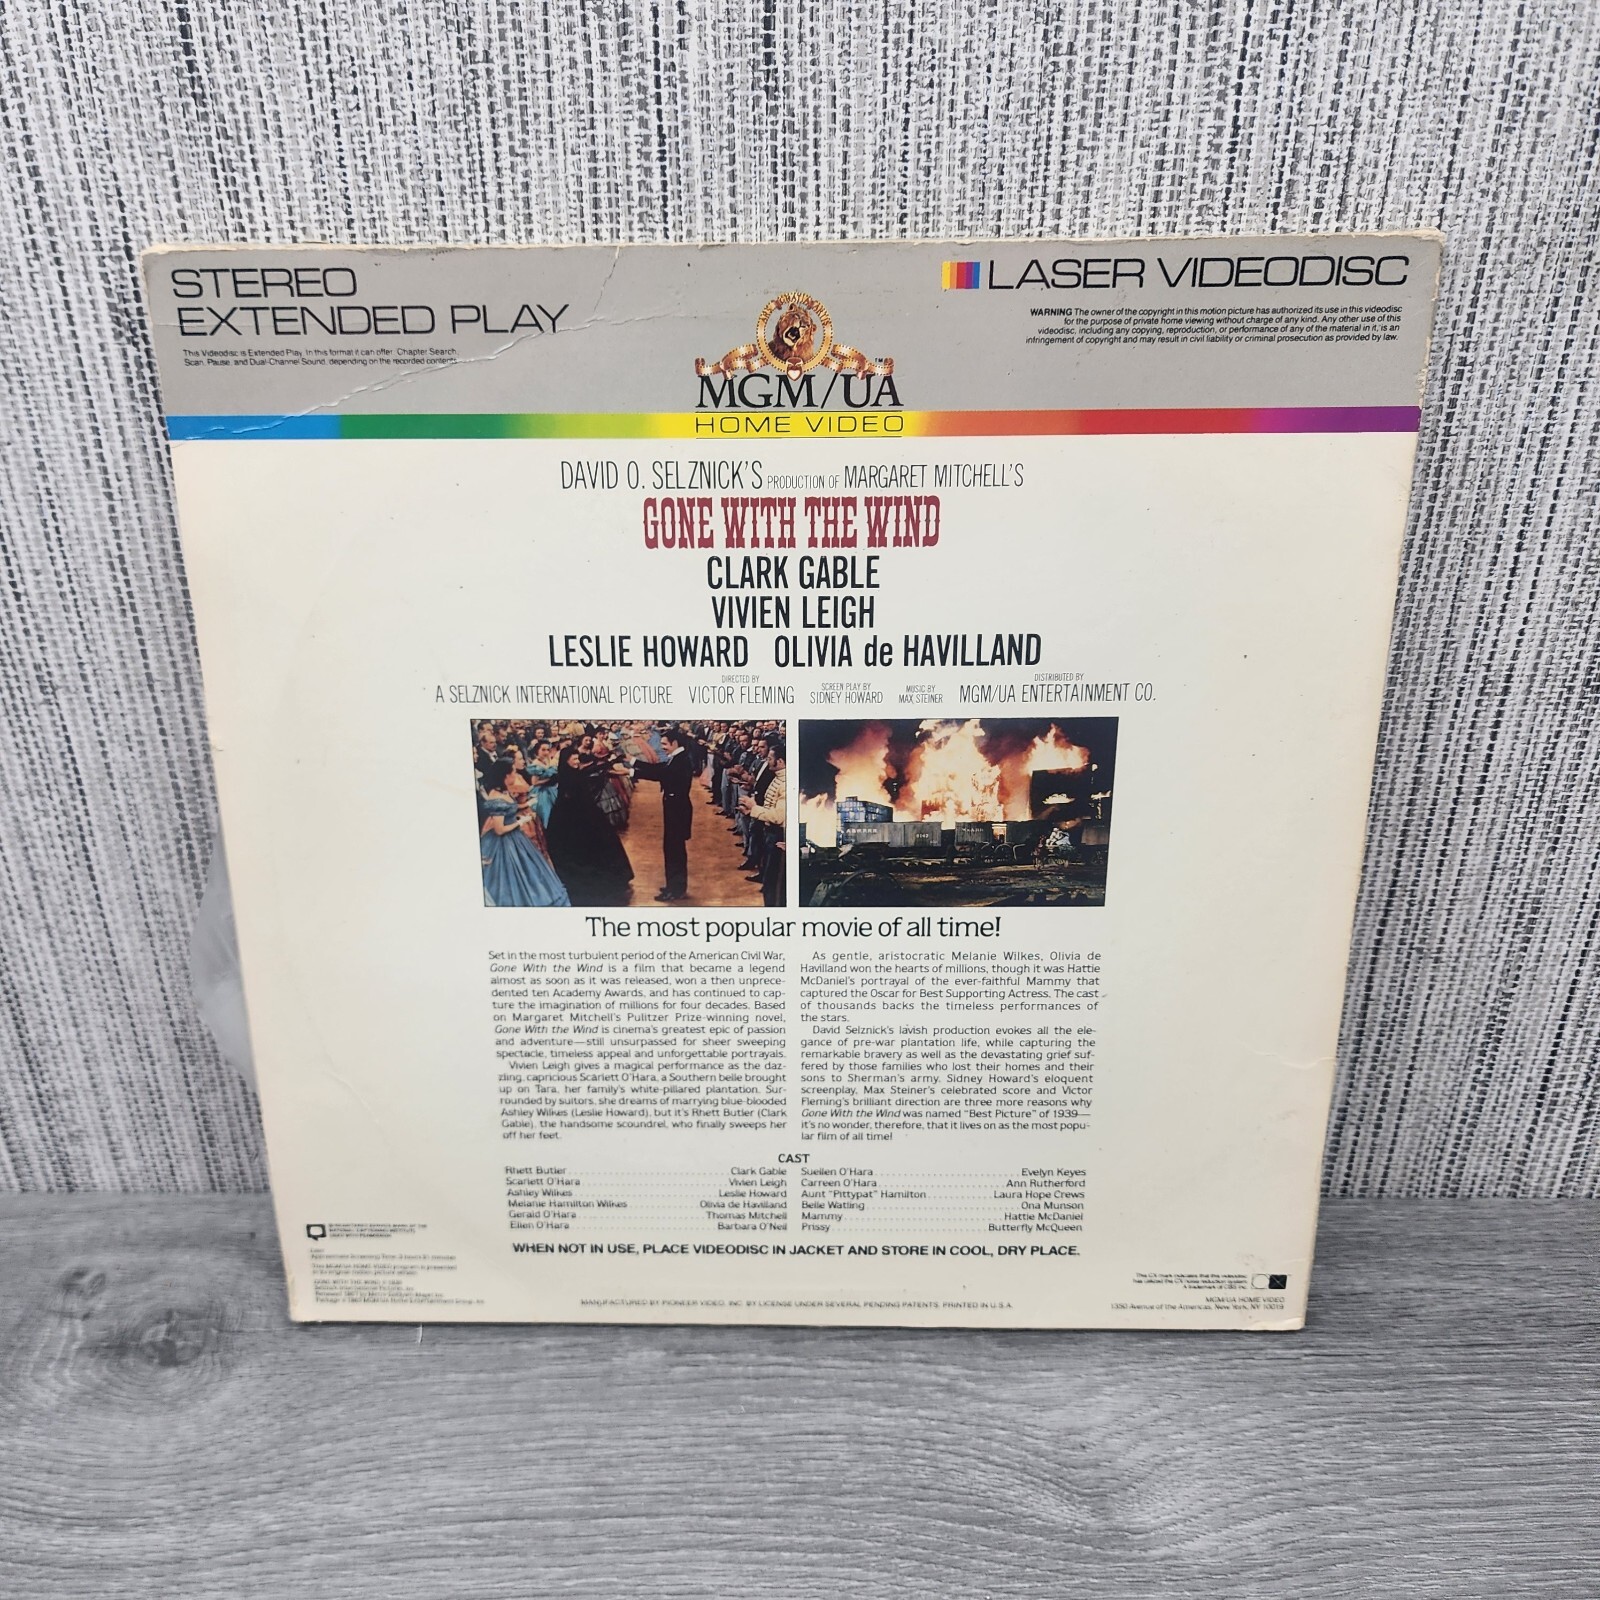 STEREO
EXTENDED PLAY
This Videodisc is Extended Play. In this format it can offer Chapter Search,
Scan, Pause, and Dual-Channel Sound, depending on the recorded contents.
LASER VIDEODISC
WARNING The owner of the copyright in this motion picture has authorized its use in this videodisc
for the purpose of private home viewing without charge of any kind. Any other use of this
videodisc, including any copying, reproduction, or performance of any of the material in it, is an
infringement of copyright and may result in civil liability or criminal prosecution as provided by law.
TM
MGM/UA
HOME VIDEO
DAVID O. SELZNICK'S PRODUCTION OF MARGARET MITCHELL'S
GONE WITH THE WIND
CLARK GABLE
VIVIEN LEIGH
LESLIE HOWARD OLIVIA de HAVILLAND
A SELZNICK INTERNATIONAL PICTURE DIRECTED BY VICTOR FLEMING SCREEN PLAY BY SIDNEY HOWARD MUSIC BY MAX STEINER DISTRIBUTED BY MGM/UA ENTERTAINMENT CO.
The most popular movie of all time!
Set in the most turbulent period of the American Civil War,
Gone With the Wind is a film that became a legend
almost as soon as it was released, won a then unprece-
dented ten Academy Awards, and has continued to cap-
ture the imagination of millions for four decades. Based
on Margaret Mitchell's Pulitzer Prize-winning novel,
Gone With the Wind is cinema's greatest epic of passion
and adventure—still unsurpassed for sheer sweeping
spectacle, timeless appeal and unforgettable portrayals.
Vivien Leigh gives a magical performance as the daz-
zling, capricious Scarlett O'Hara, a Southern belle brought
up on Tara, her family's white-pillared plantation. Sur-
rounded by suitors, she dreams of marrying blue-blooded
Ashley Wilkes (Leslie Howard), but it's Rhett Butler (Clark
Gable), the handsome scoundrel, who finally sweeps her
off her feet.
As gentle, aristocratic Melanie Wilkes, Olivia de
Havilland won the hearts of millions, though it was Hattie
McDaniel's portrayal of the ever-faithful Mammy that
captured the Oscar for Best Supporting Actress. The cast
of thousands backs the timeless performances of
the stars.
David Selznick's lavish production evokes all the ele-
gance of pre-war plantation life, while capturing the
remarkable bravery as well as the devastating grief suf-
fered by those families who lost their homes and their
sons to Sherman's army. Sidney Howard's eloquent
screenplay, Max Steiner's celebrated score and Victor
Fleming's brilliant direction are three more reasons why
Gone With the Wind was named "Best Picture" of 1939—
it's no wonder, therefore, that it lives on as the most popu-
lar film of all time!
CAST
Rhett Butler Clark Gable
Scarlett O'Hara Vivien Leigh
Ashley Wilkes Leslie Howard
Melanie Hamilton Wilkes Olivia de Havilland
Gerald O'Hara Thomas Mitchell
Ellen O'Hara Barbara O'Neil
Suellen O'Hara Evelyn Keyes
Carreen O'Hara Ann Rutherford
Aunt "Pittypat" Hamilton Laura Hope Crews
Belle Watling Ona Munson
Mammy Hattie McDaniel
Prissy Butterfly McQueen
WHEN NOT IN USE, PLACE VIDEODISC IN JACKET AND STORE IN COOL, DRY PLACE.
MANUFACTURED BY PIONEER VIDEO, INC. BY LICENSE UNDER SEVERAL PENDING PATENTS. PRINTED IN U.S.A.
This CX mark indicates that this videodisc
has utilized the CX noise reduction system.
A trademark of CBS Inc.
MGM/UA HOME VIDEO
1350 Avenue of the Americas, New York, NY 10019